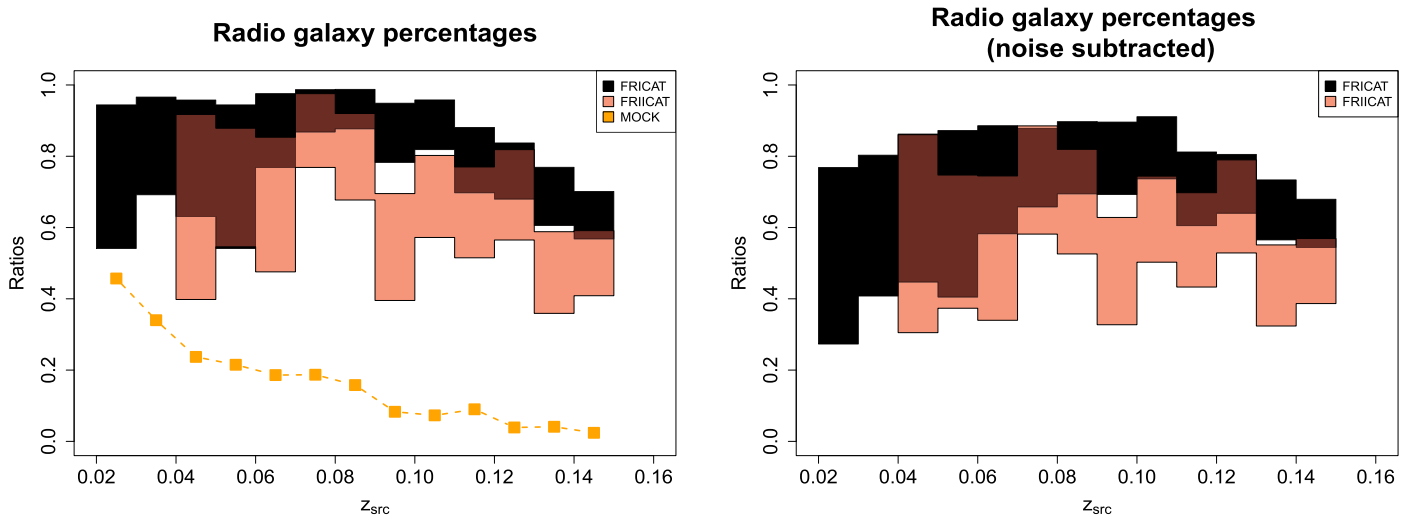 Radio galaxy percentages
FRICAT
FRIICAT
MOCK
Ratios
1.0
0.8
0.6
0.4
0.2
0.0
0.02 0.04 0.06 0.08 0.10 0.12 0.14 0.16
zsrc
Radio galaxy percentages
(noise subtracted)
FRICAT
FRIICAT
Ratios
1.0
0.8
0.6
0.4
0.2
0.0
0.02 0.04 0.06 0.08 0.10 0.12 0.14 0.16
zsrc